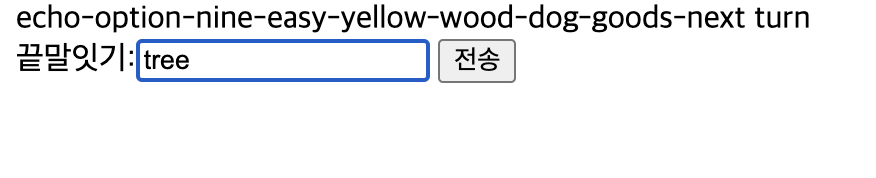 echo-option-nine-easy-yellow-wood-dog-goods-next turn
끝말잇기:tree 전송